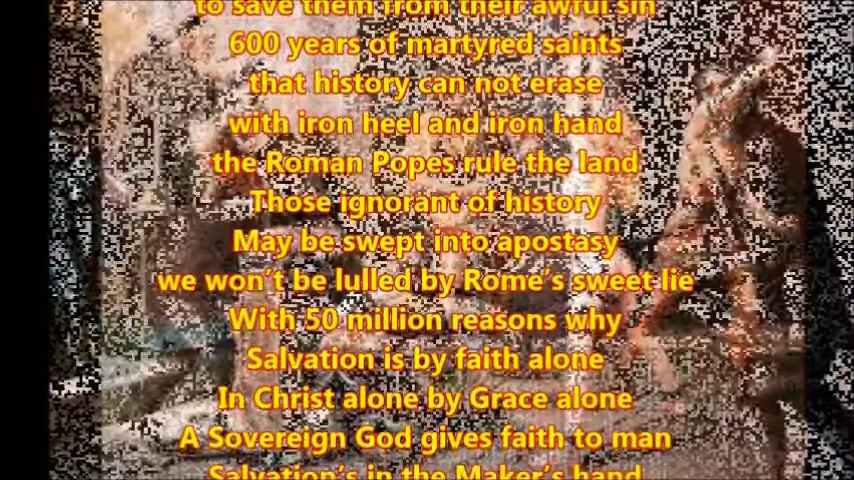 to save them from their awful sin
600 years of martyred saints
that history can not erase
with iron heel and iron hand
the Roman Popes rule the land
Those ignorant of history
May be swept into apostasy
we won't be lulled by Rome's sweet lie
With 50 million reasons why
Salvation is by faith alone
In Christ alone by Grace alone
A Sovereign God gives faith to man
Salvation's in the Maker's hand